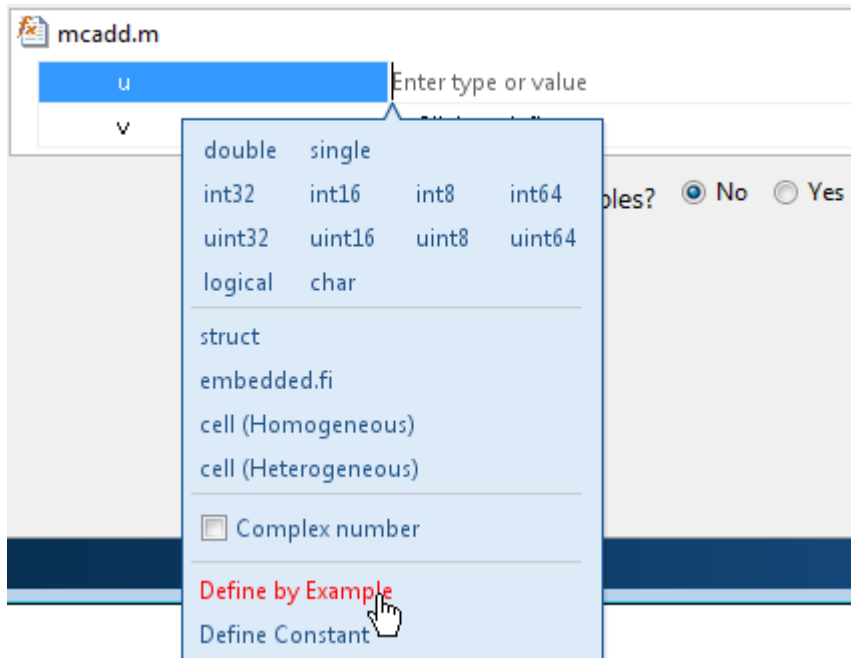 mcadd.m
u Enter type or value
v
double single
int32 int16 int8 int64
uint32 uint16 uint8 uint64
logical char
struct
embedded.fi
cell (Homogeneous)
cell (Heterogeneous)
Complex number
Define by Example
Define Constant
No Yes